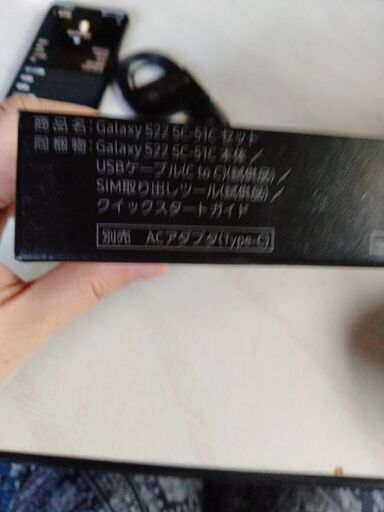 商品名：Galaxy S22 SC-51C セット
同梱物：Galaxy S22 SC-51C 本体／
USBケーブル(C to C)(試供品)／
SIM取り出しツール(試供品)／
クイックスタートガイド
別売 ACアダプタ(Type-C)